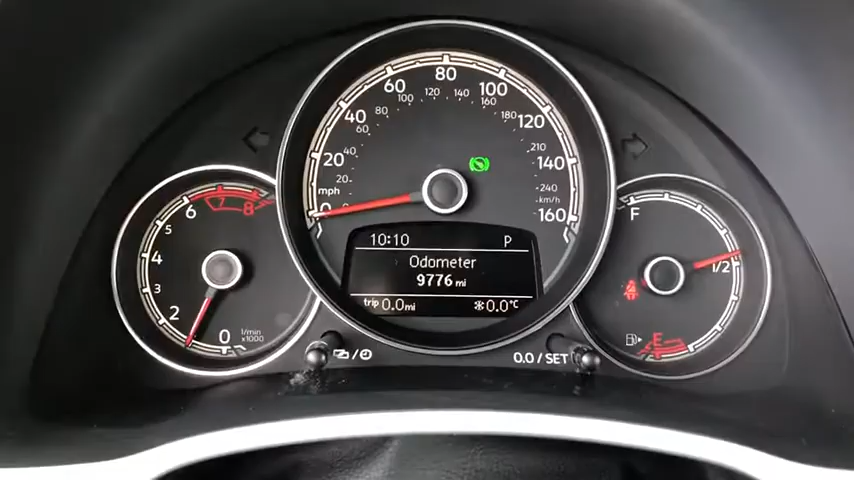 80
60 100
100 120 140 160
40 80 180 120
60
20 40 210 140
20 240
mph km/h
0 160
10:10 P
Odometer
9776 mi
trip 0.0 mi 0.0°C
0.0 / SET
8
7
6
5
4
3
2
0
1/min
x1000
F
1/2
E